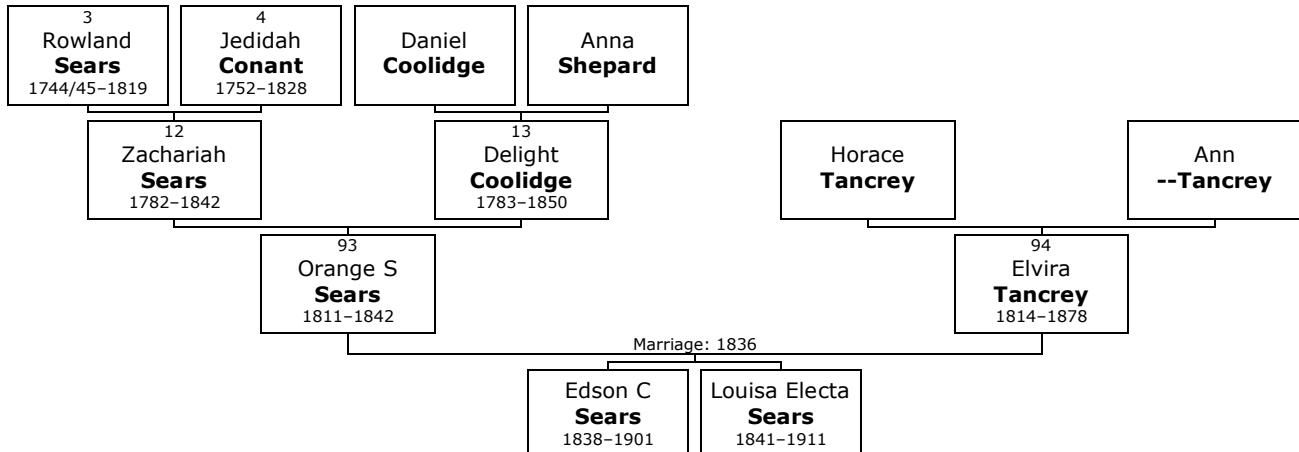 3
Rowland
Sears
1744/45–1819
4
Jedidah
Conant
1752–1828
Daniel
Coolidge
Anna
Shepard
12
Zachariah
Sears
1782–1842
13
Delight
Coolidge
1783–1850
Horace
Tancrey
Ann
--Tancrey
93
Orange S
Sears
1811–1842
94
Elvira
Tancrey
1814–1878
Marriage: 1836
Edson C
Sears
1838–1901
Louisa Electa
Sears
1841–1911